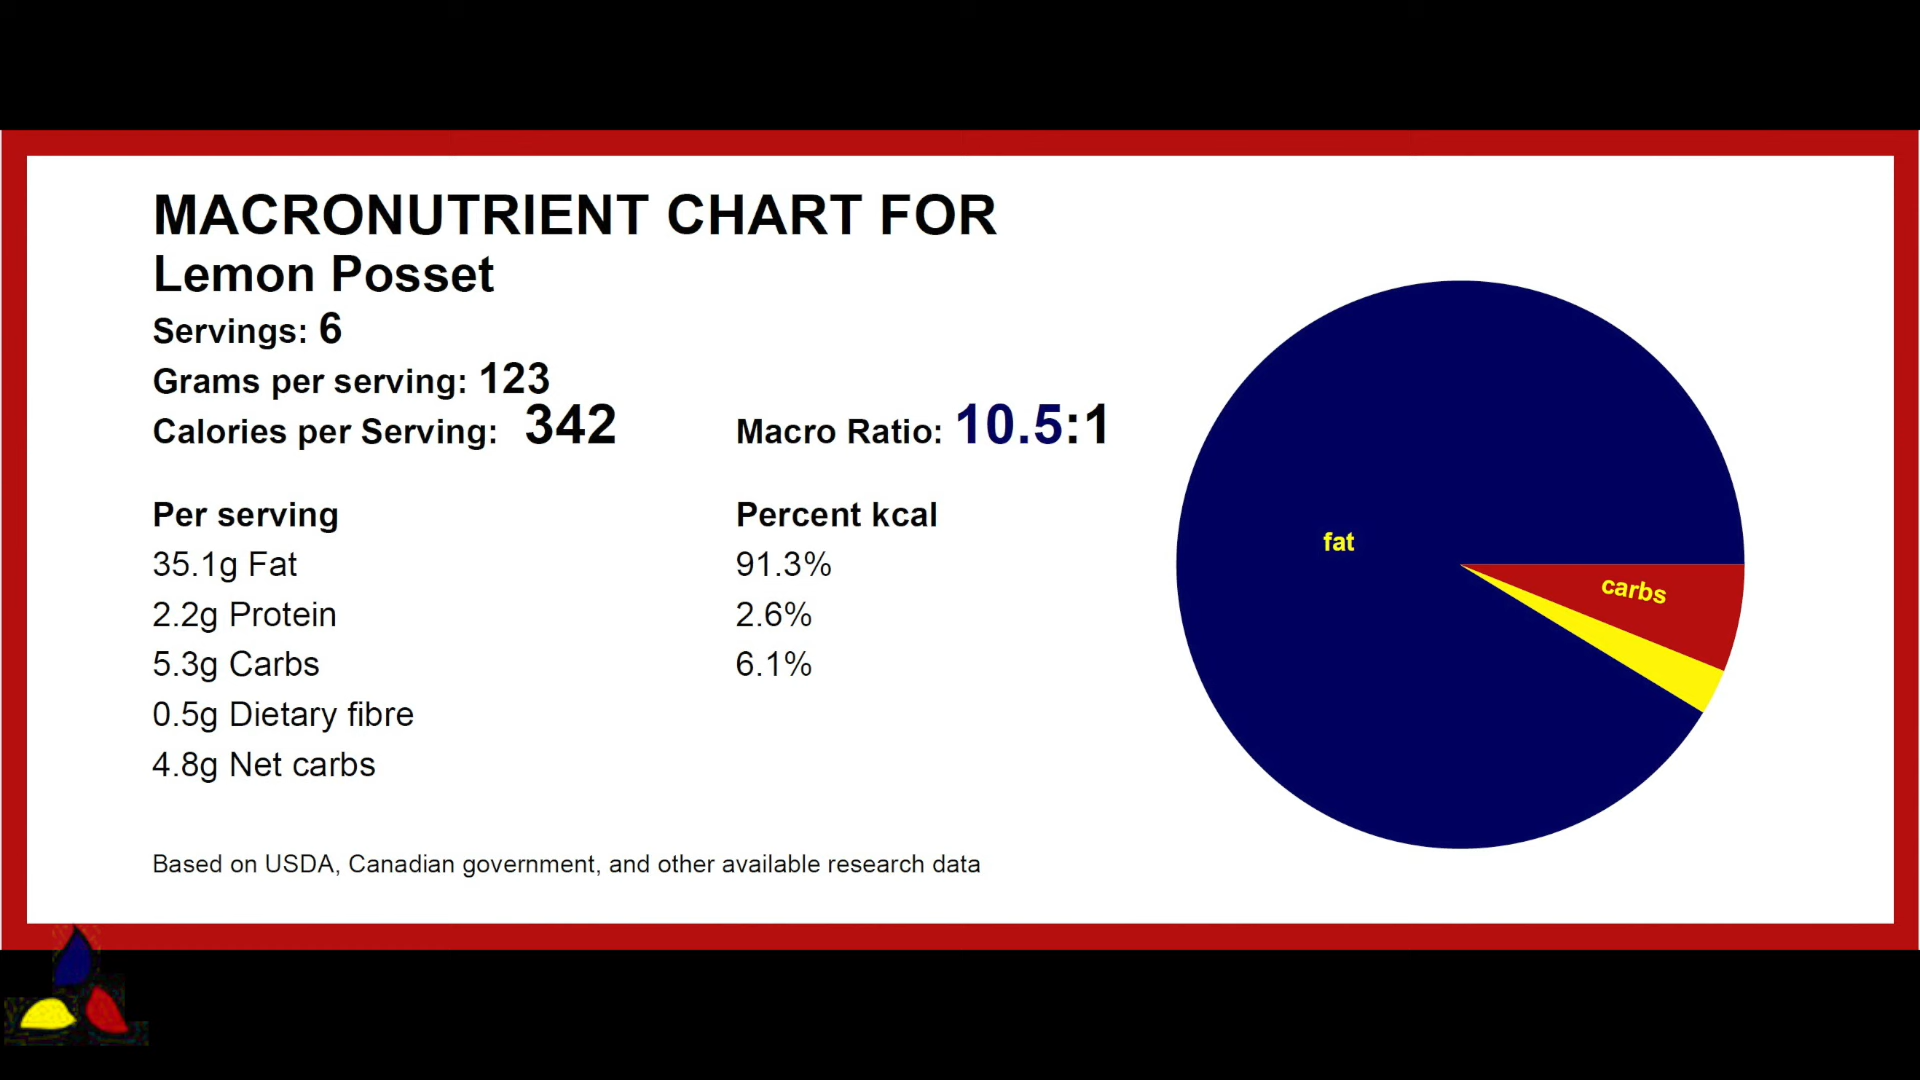 MACRONUTRIENT CHART FOR
Lemon Posset
Servings: 6
Grams per serving: 123
Calories per Serving: 342
Macro Ratio: 10.5:1
Per serving
Percent kcal
35.1g Fat
91.3%
2.2g Protein
2.6%
5.3g Carbs
6.1%
0.5g Dietary fibre
4.8g Net carbs
Based on USDA, Canadian government, and other available research data
fat
carbs